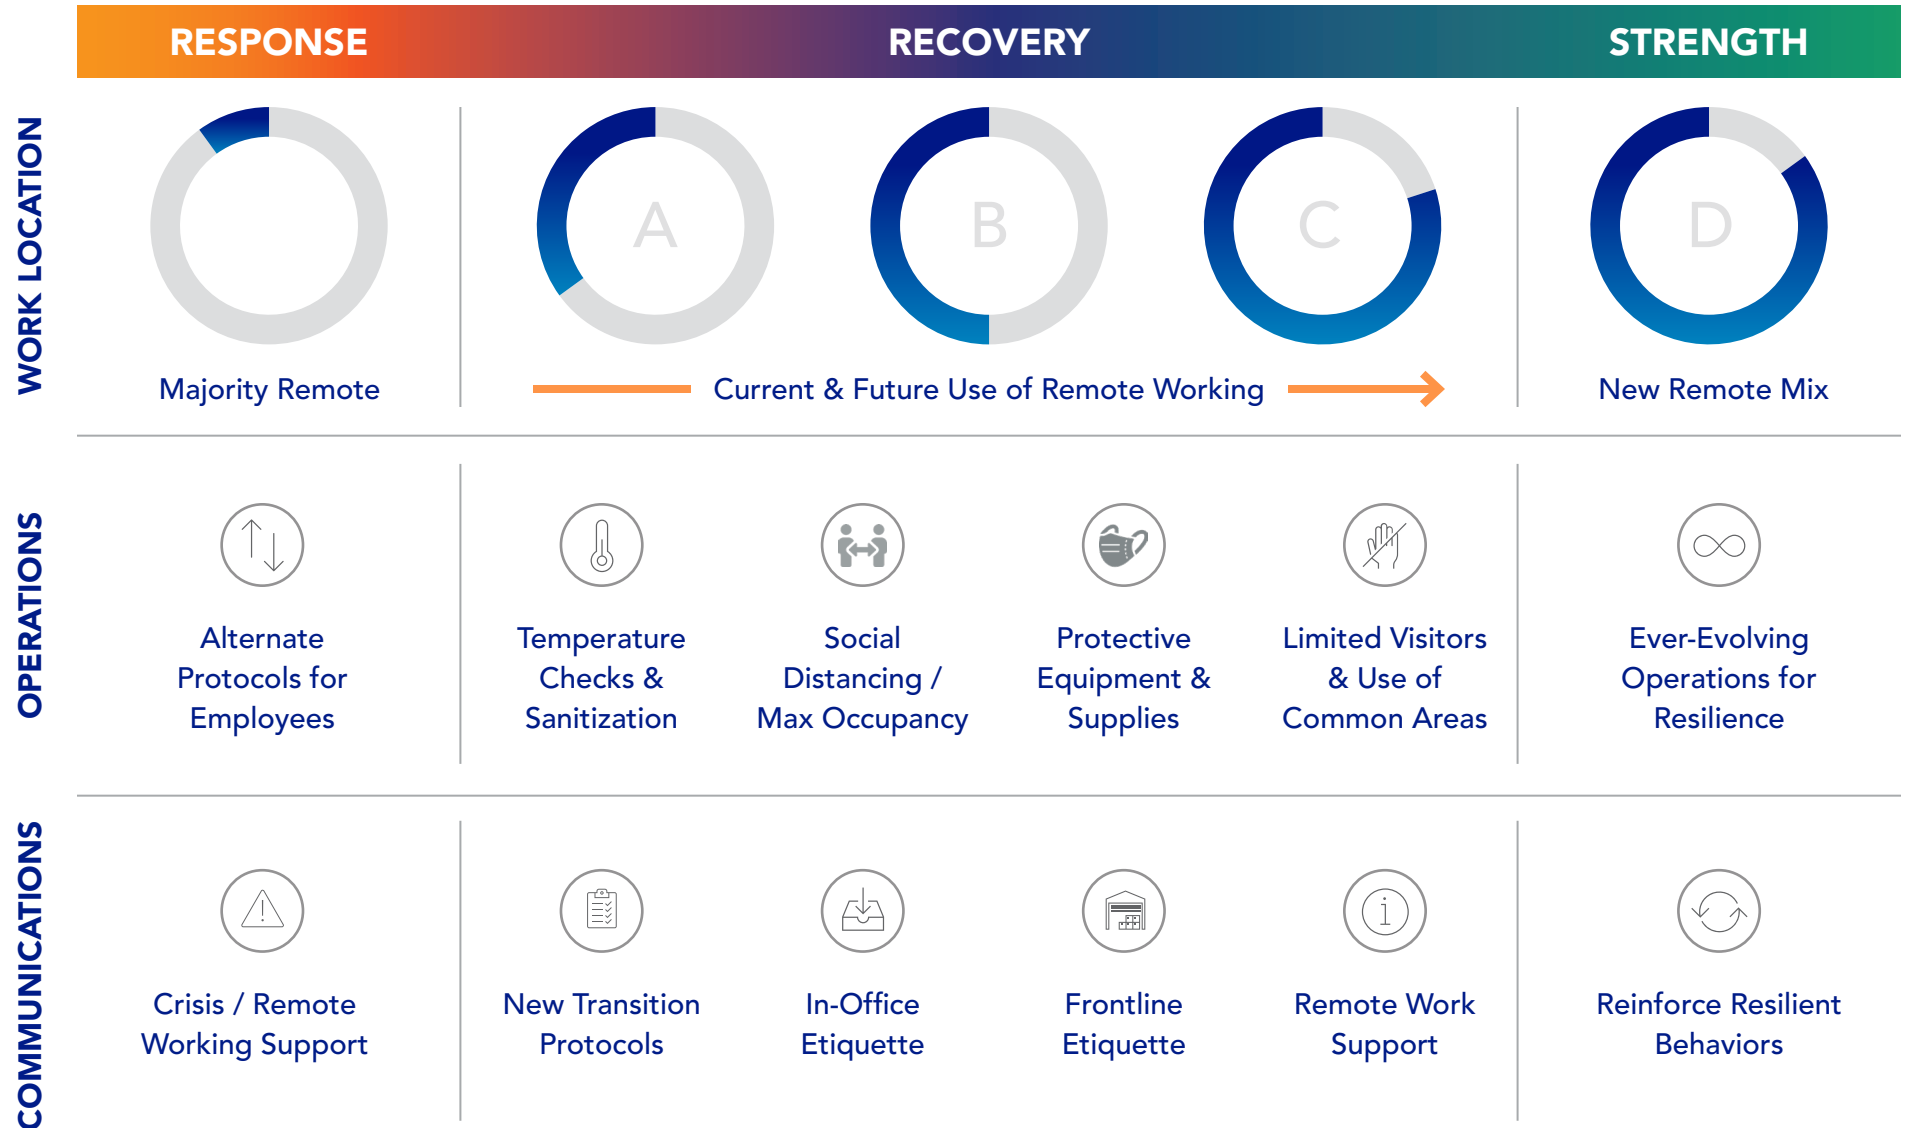 RESPONSE
RECOVERY
STRENGTH
WORK LOCATION
A
B
C
D
Majority Remote
Current & Future Use of Remote Working
New Remote Mix
OPERATIONS
Alternate
Protocols for
Employees
Temperature
Checks &
Sanitization
Social
Distancing /
Max Occupancy
Protective
Equipment &
Supplies
Limited Visitors
& Use of
Common Areas
Ever-Evolving
Operations for
Resilience
COMMUNICATIONS
Crisis / Remote
Working Support
New Transition
Protocols
In-Office
Etiquette
Frontline
Etiquette
Remote Work
Support
Reinforce Resilient
Behaviors